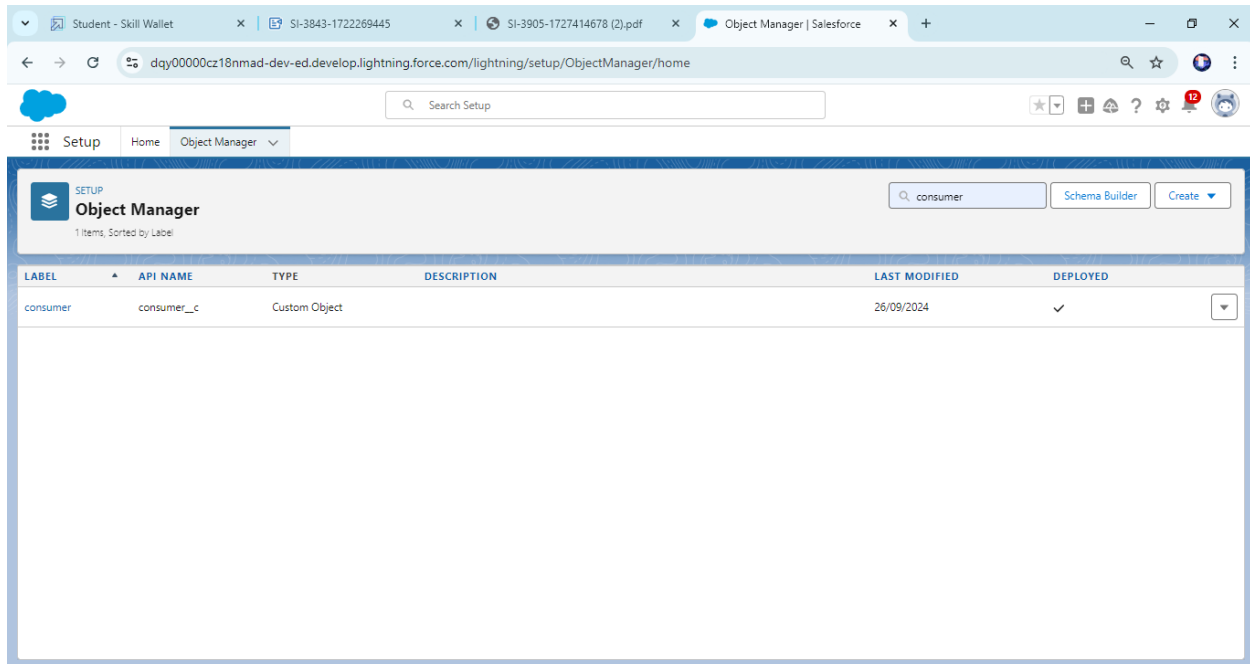 Student - Skill Wallet
SI-3843-1722269445
SI-3905-1727414678 (2).pdf
Object Manager | Salesforce
dqy00000cz18nmad-dev-ed.develop.lightning.force.com/lightning/setup/ObjectManager/home
Search Setup
12
Setup Home Object Manager
SETUP
Object Manager
1 Items, Sorted by Label
consumer
Schema Builder
Create
LABEL API NAME TYPE DESCRIPTION LAST MODIFIED DEPLOYED
consumer consumer__c Custom Object 26/09/2024